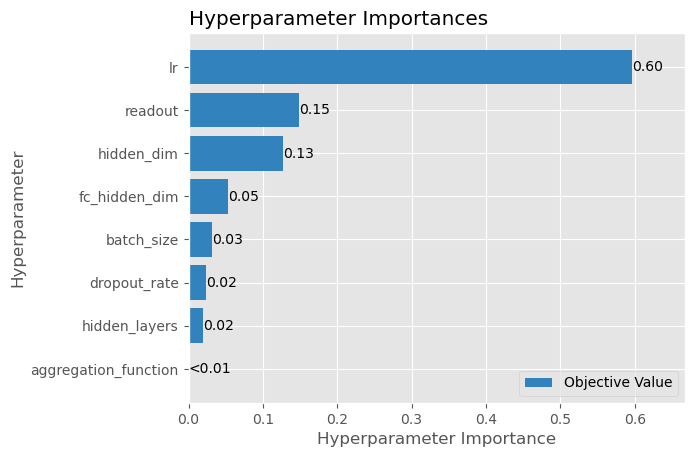 Hyperparameter Importances
Hyperparameter
lr
0.60
readout
0.15
hidden_dim
0.13
fc_hidden_dim
0.05
batch_size
0.03
dropout_rate
0.02
hidden_layers
0.02
aggregation_function
<0.01
Objective Value
0.0 0.1 0.2 0.3 0.4 0.5 0.6
Hyperparameter Importance